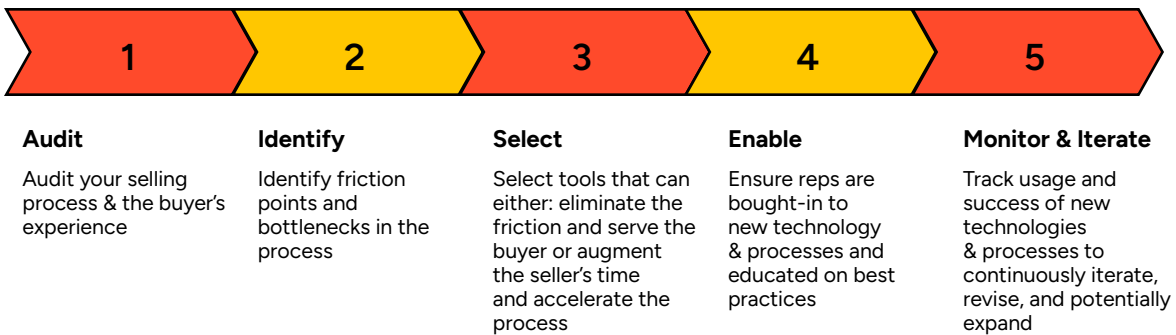 1
2
3
4
5
Audit
Audit your selling
process & the buyer's
experience
Identify
Identify friction
points and
bottlenecks in the
process
Select
Select tools that can
either: eliminate the
friction and serve the
buyer or augment
the seller's time
and accelerate the
process
Enable
Ensure reps are
bought-in to
new technology
& processes and
educated on best
practices
Monitor & Iterate
Track usage and
success of new
technologies
& processes to
continuously iterate,
revise, and potentially
expand